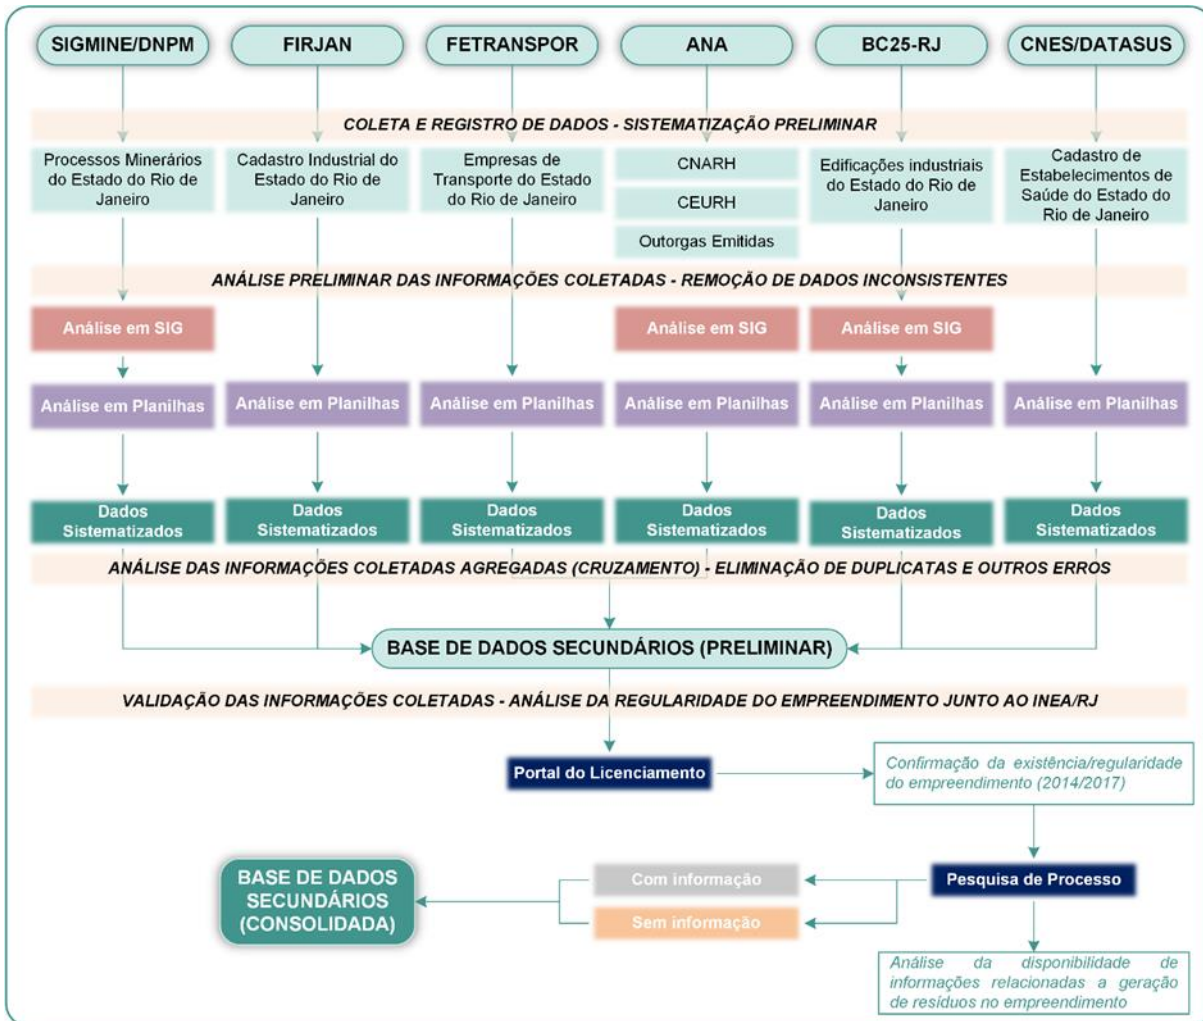 SIGMINE/DNPM
FIRJAN
FETRANSPOR
ANA
BC25-RJ
CNES/DATASUS
COLETA E REGISTRO DE DADOS - SISTEMATIZAÇÃO PRELIMINAR
Processos Minerários
do Estado do Rio de
Janeiro
Cadastro Industrial do
Estado do Rio de
Janeiro
Empresas de
Transporte do Estado
do Rio de Janeiro
CNARH
CEURH
Outorgas Emitidas
Edificações industriais
do Estado do Rio de
Janeiro
Cadastro de
Estabelecimentos de
Saúde do Estado do
Rio de Janeiro
ANÁLISE PRELIMINAR DAS INFORMAÇÕES COLETADAS - REMOÇÃO DE DADOS INCONSISTENTES
Análise em SIG
Análise em SIG
Análise em SIG
Análise em Planilhas
Análise em Planilhas
Análise em Planilhas
Análise em Planilhas
Análise em Planilhas
Análise em Planilhas
Dados
Sistematizados
Dados
Sistematizados
Dados
Sistematizados
Dados
Sistematizados
Dados
Sistematizados
Dados
Sistematizados
ANÁLISE DAS INFORMAÇÕES COLETADAS AGREGADAS (CRUZAMENTO) - ELIMINAÇÃO DE DUPLICATAS E OUTROS ERROS
BASE DE DADOS SECUNDÁRIOS (PRELIMINAR)
VALIDAÇÃO DAS INFORMAÇÕES COLETADAS - ANÁLISE DA REGULARIDADE DO EMPREENDIMENTO JUNTO AO INEA/RJ
Portal do Licenciamento
Confirmação da existência/regularidade
do empreendimento (2014/2017)
BASE DE DADOS
SECUNDÁRIOS
(CONSOLIDADA)
Com informação
Sem informação
Pesquisa de Processo
Análise da disponibilidade de
informações relacionadas a geração
de resíduos no empreendimento